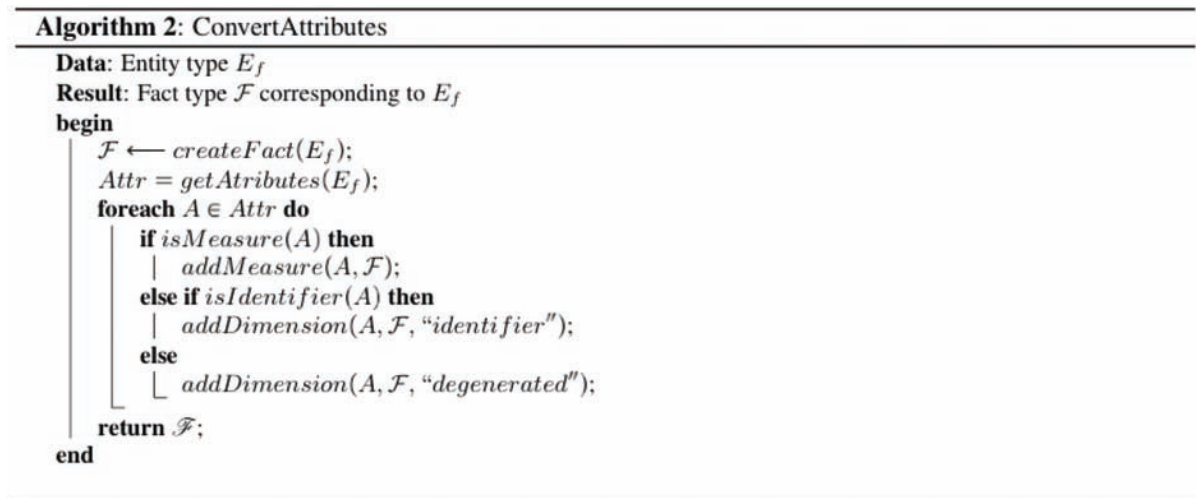 Algorithm 2: ConvertAttributes
Data: Entity type E_f
Result: Fact type ℱ corresponding to E_f
begin
ℱ ⟵ createFact(E_f);
Attr = getAtributes(E_f);
foreach A ∈ Attr do
if isMeasure(A) then
addMeasure(A, ℱ);
else if isIdentifier(A) then
addDimension(A, ℱ, “identifier″);
else
addDimension(A, ℱ, “degenerated″);
return ℱ;
end